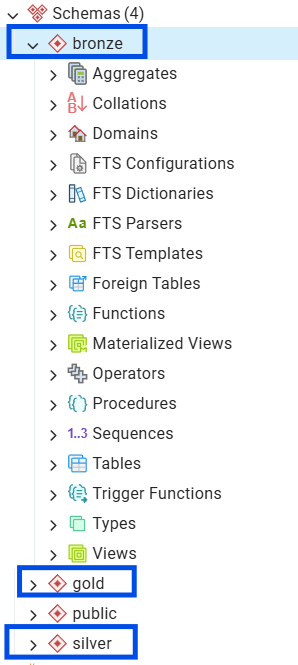 Schemas (4)
bronze
Aggregates
A
B
Collations
Domains
FTS Configurations
FTS Dictionaries
Aa FTS Parsers
FTS Templates
Foreign Tables
Functions
Materialized Views
Operators
Procedures
1..3 Sequences
Tables
Trigger Functions
Types
Views
gold
public
silver